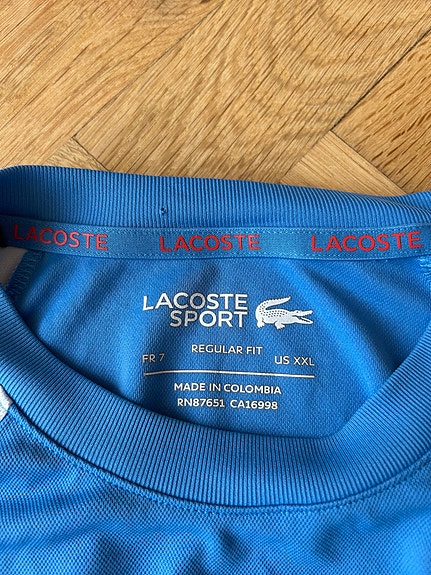 LACOSTE LACOSTE LACOSTE
LACOSTE
SPORT
REGULAR FIT
FR 7 US XXL
MADE IN COLOMBIA
RN87651 CA16998